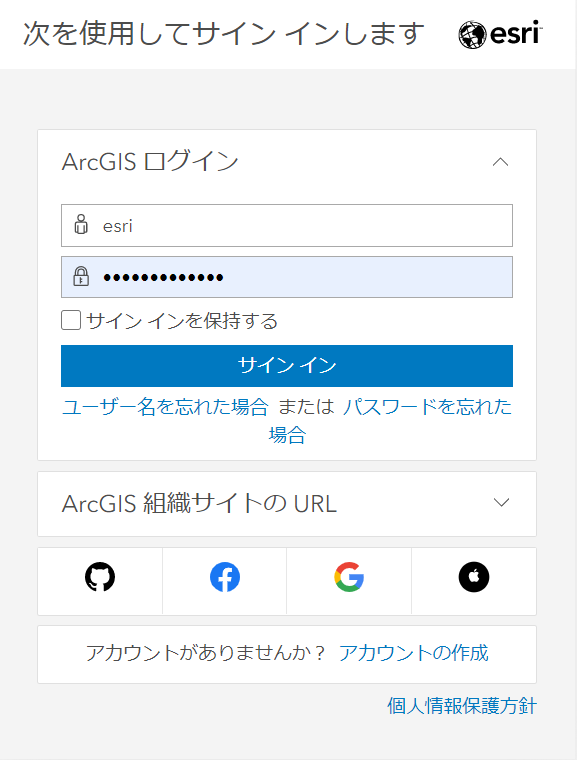 次を使用してサイン インします
esri
ArcGIS ログイン
esri
•••••••••••••
サイン インを保持する
サイン イン
ユーザー名を忘れた場合 または パスワードを忘れた
場合
ArcGIS 組織サイトの URL
アカウントがありませんか? アカウントの作成
個人情報保護方針